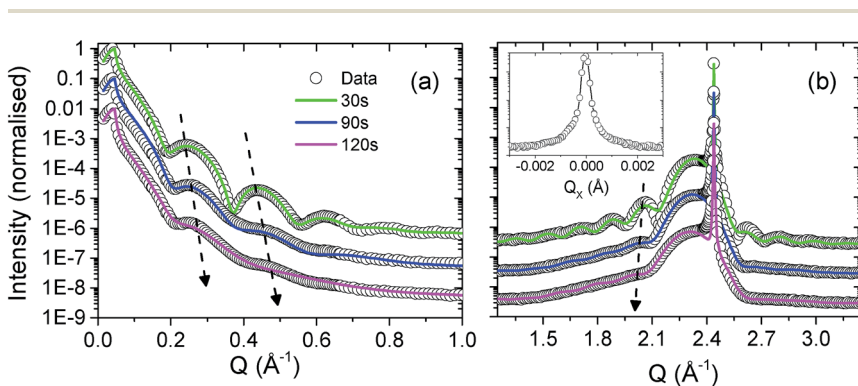 Intensity (normalised)
1
0.1
0.01
1E-3
1E-4
1E-5
1E-6
1E-7
1E-8
1E-9
0.0 0.2 0.4 0.6 0.8 1.0
Q (Å⁻¹)
Data
30s
90s
120s
(a)
(b)
-0.002 0.000 0.002
Qₓ (Å)
1.5 1.8 2.1 2.4 2.7 3.0
Q (Å⁻¹)